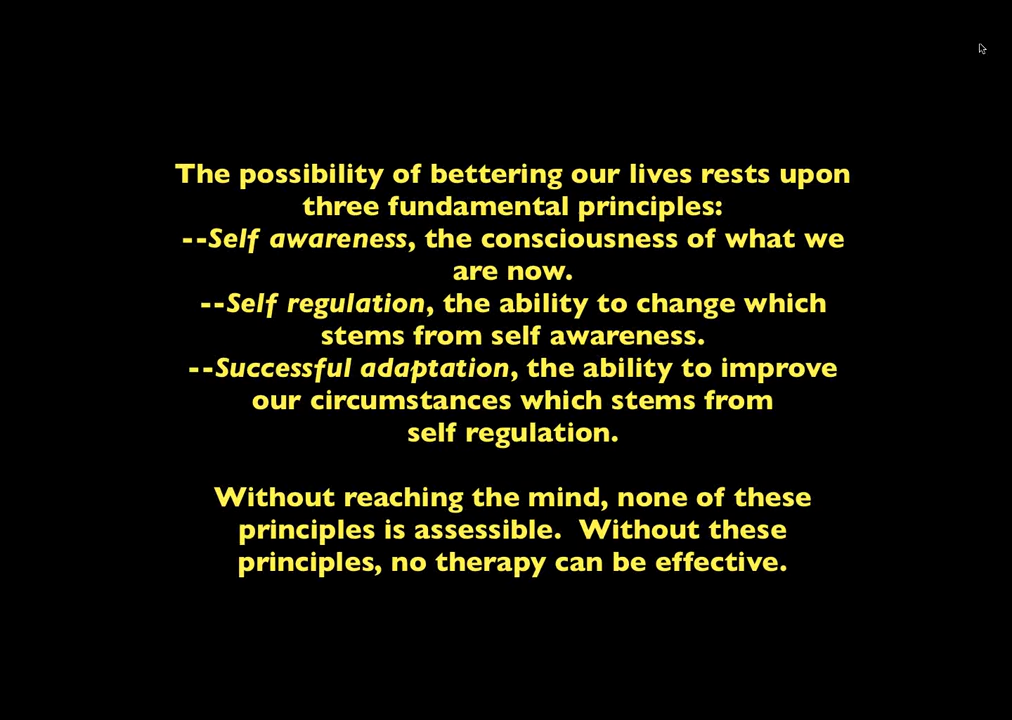 The possibility of bettering our lives rests upon
three fundamental principles:
--Self awareness, the consciousness of what we
are now.
--Self regulation, the ability to change which
stems from self awareness.
--Successful adaptation, the ability to improve
our circumstances which stems from
self regulation.
Without reaching the mind, none of these
principles is assessible.  Without these
principles, no therapy can be effective.